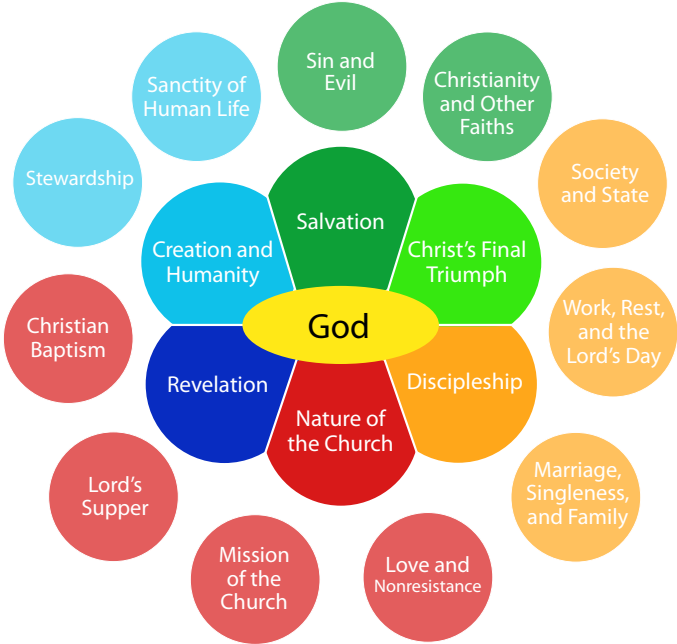 Sin and
Evil
Sanctity of
Human Life
Christianity
and Other
Faiths
Stewardship
Society
and State
Salvation
Creation and
Humanity
Christ's Final
Triumph
God
Christian
Baptism
Work, Rest,
and the
Lord's Day
Revelation
Discipleship
Nature of
the Church
Lord's
Supper
Marriage,
Singleness,
and Family
Mission
of the
Church
Love and
Nonresistance